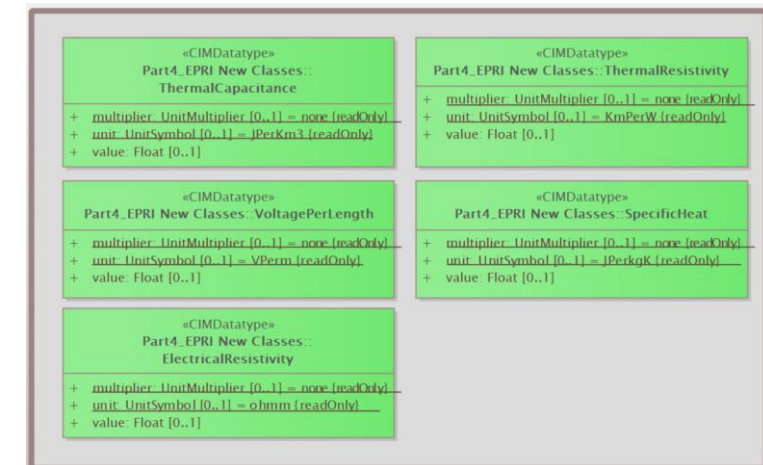 «CIMDatatype»
Part4_EPRI New Classes::
ThermalCapacitance
+ multiplier: UnitMultiplier [0..1] = none {readOnly}
+ unit: UnitSymbol [0..1] = JPerKm3 {readOnly}
+ value: Float [0..1]
«CIMDatatype»
Part4_EPRI New Classes::ThermalResistivity
+ multiplier: UnitMultiplier [0..1] = none {readOnly}
+ unit: UnitSymbol [0..1] = KmPerW {readOnly}
+ value: Float [0..1]
«CIMDatatype»
Part4_EPRI New Classes::VoltagePerLength
+ multiplier: UnitMultiplier [0..1] = none {readOnly}
+ unit: UnitSymbol [0..1] = VPerm {readOnly}
+ value: Float [0..1]
«CIMDatatype»
Part4_EPRI New Classes::SpecificHeat
+ multiplier: UnitMultiplier [0..1] = none {readOnly}
+ unit: UnitSymbol [0..1] = JPerkgK {readOnly}
+ value: Float [0..1]
«CIMDatatype»
Part4_EPRI New Classes::
ElectricalResistivity
+ multiplier: UnitMultiplier [0..1] = none {readOnly}
+ unit: UnitSymbol [0..1] = ohmm {readOnly}
+ value: Float [0..1]